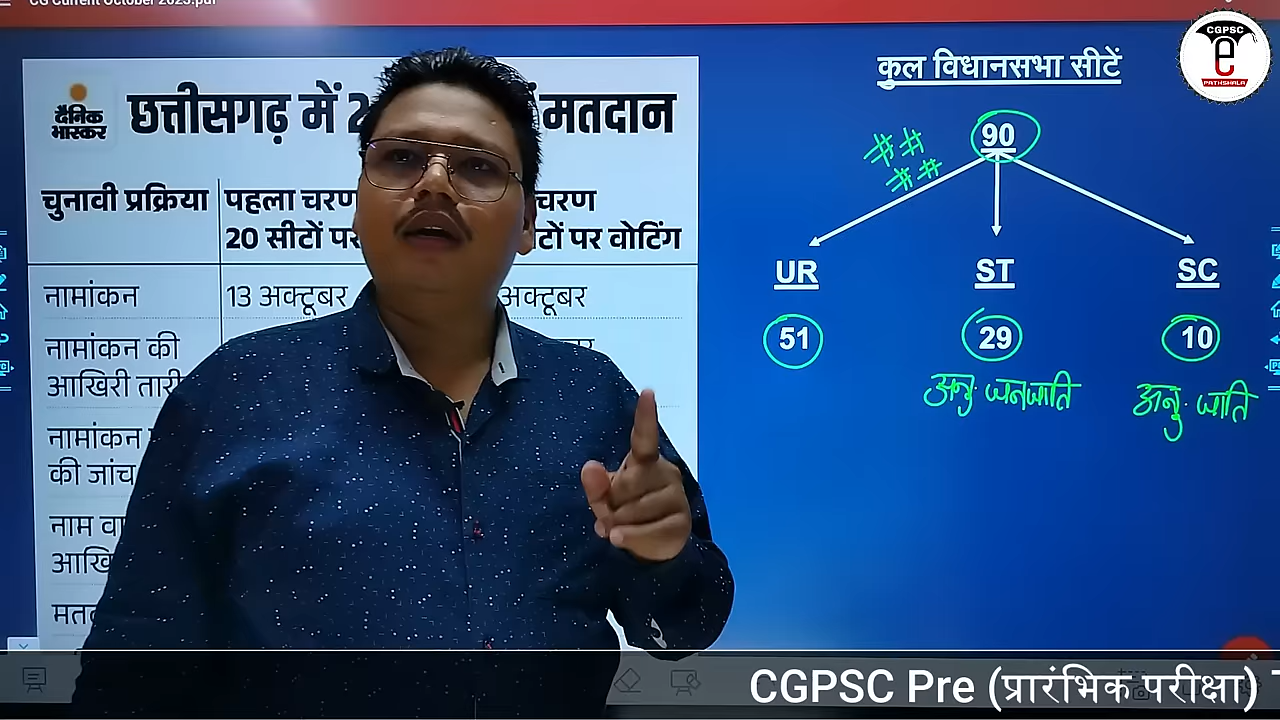 CG Current October 2023.pdf
CGPSC
e
PATHSHALA
दैनिक
भास्कर
छत्तीसगढ़ में 2
मतदान
चुनावी प्रक्रिया
पहला चरण
20 सीटों पर
चरण
टों पर वोटिंग
नामांकन
13 अक्टूबर
अक्टूबर
नामांकन की
आखिरी तारी
नामांकन
की जांच
नाम वा
आखि
मतद
कुल विधानसभा सीटें
90
UR
ST
SC
51
29
10
अनु. जनजाति
अनु. जाति
CGPSC Pre (प्रारंभिक परीक्षा)